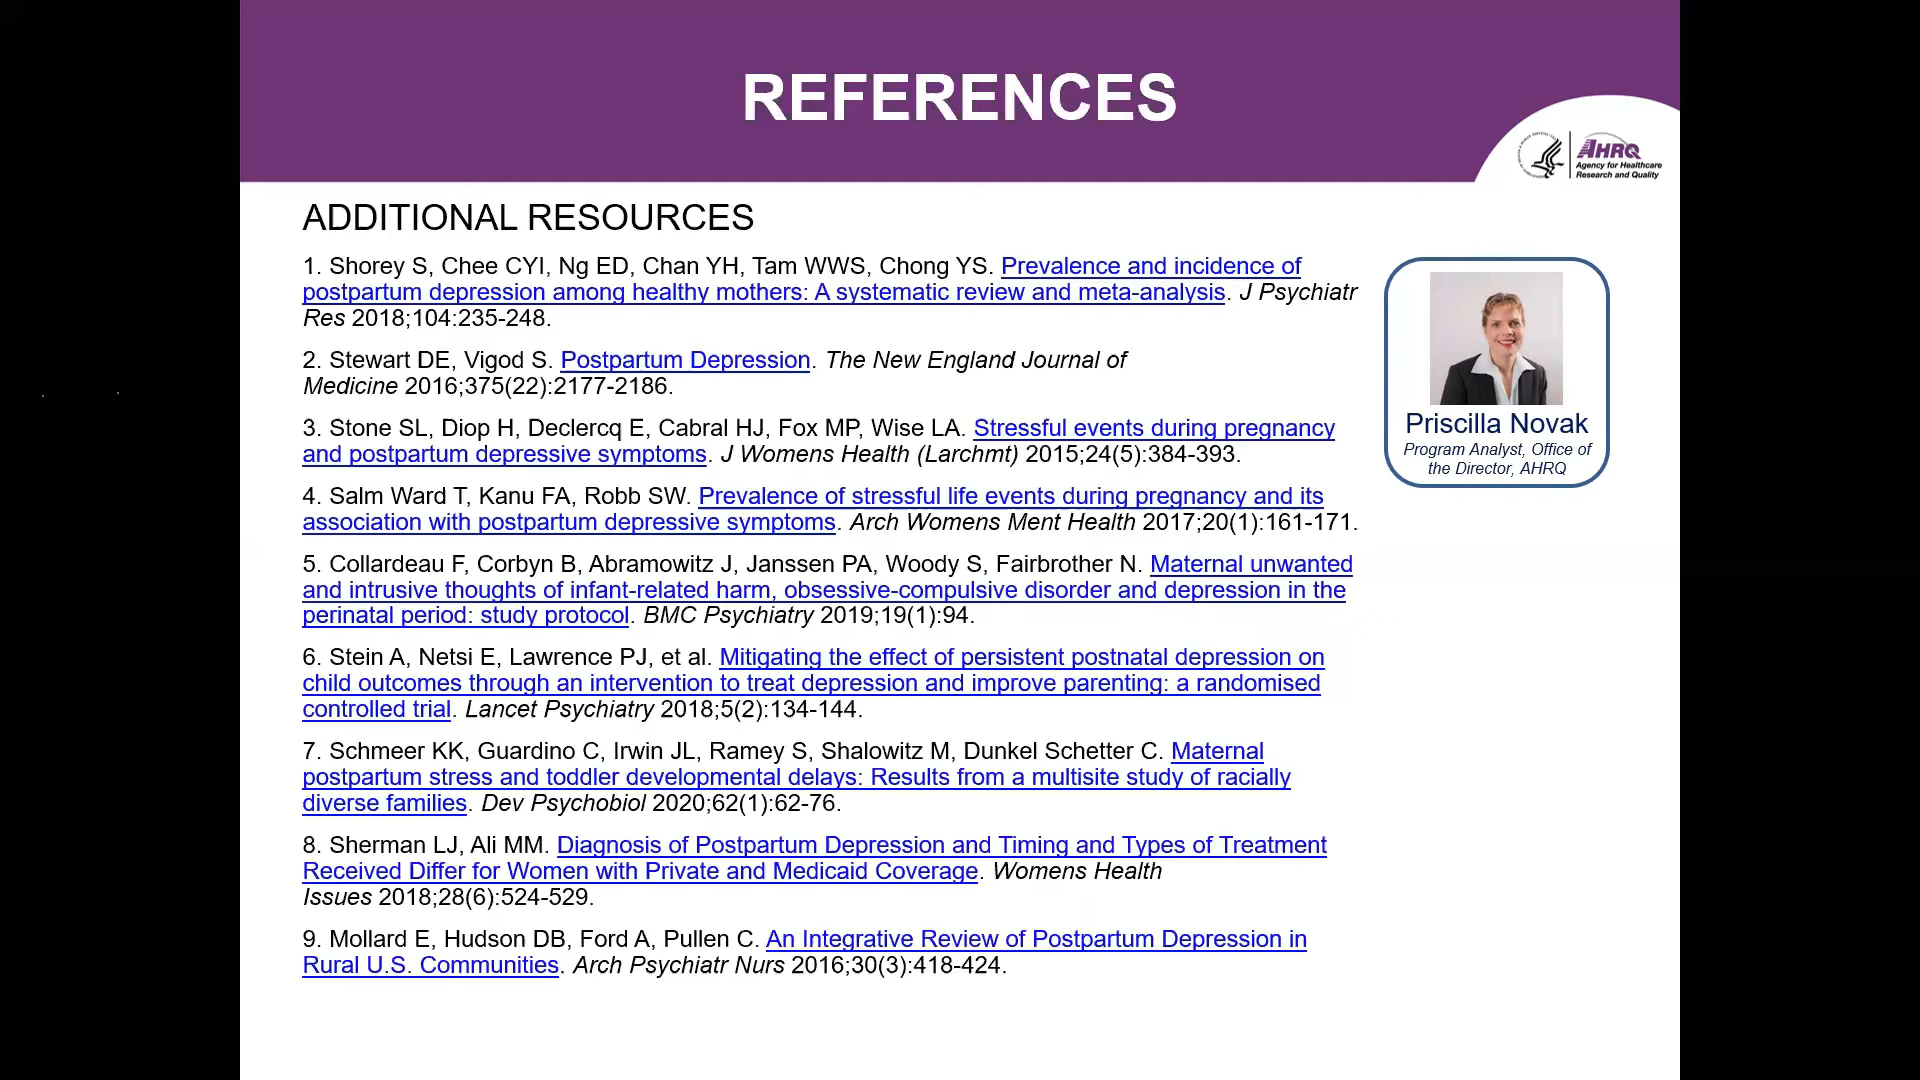 REFERENCES
AHRQ
Agency for Healthcare
Research and Quality
ADDITIONAL RESOURCES
1. Shorey S, Chee CYI, Ng ED, Chan YH, Tam WWS, Chong YS. Prevalence and incidence of
postpartum depression among healthy mothers: A systematic review and meta-analysis. J Psychiatr
Res 2018;104:235-248.
2. Stewart DE, Vigod S. Postpartum Depression. The New England Journal of
Medicine 2016;375(22):2177-2186.
3. Stone SL, Diop H, Declercq E, Cabral HJ, Fox MP, Wise LA. Stressful events during pregnancy
and postpartum depressive symptoms. J Womens Health (Larchmt) 2015;24(5):384-393.
4. Salm Ward T, Kanu FA, Robb SW. Prevalence of stressful life events during pregnancy and its
association with postpartum depressive symptoms. Arch Womens Ment Health 2017;20(1):161-171.
5. Collardeau F, Corbyn B, Abramowitz J, Janssen PA, Woody S, Fairbrother N. Maternal unwanted
and intrusive thoughts of infant-related harm, obsessive-compulsive disorder and depression in the
perinatal period: study protocol. BMC Psychiatry 2019;19(1):94.
6. Stein A, Netsi E, Lawrence PJ, et al. Mitigating the effect of persistent postnatal depression on
child outcomes through an intervention to treat depression and improve parenting: a randomised
controlled trial. Lancet Psychiatry 2018;5(2):134-144.
7. Schmeer KK, Guardino C, Irwin JL, Ramey S, Shalowitz M, Dunkel Schetter C. Maternal
postpartum stress and toddler developmental delays: Results from a multisite study of racially
diverse families. Dev Psychobiol 2020;62(1):62-76.
8. Sherman LJ, Ali MM. Diagnosis of Postpartum Depression and Timing and Types of Treatment
Received Differ for Women with Private and Medicaid Coverage. Womens Health
Issues 2018;28(6):524-529.
9. Mollard E, Hudson DB, Ford A, Pullen C. An Integrative Review of Postpartum Depression in
Rural U.S. Communities. Arch Psychiatr Nurs 2016;30(3):418-424.
Priscilla Novak
Program Analyst, Office of
the Director, AHRQ